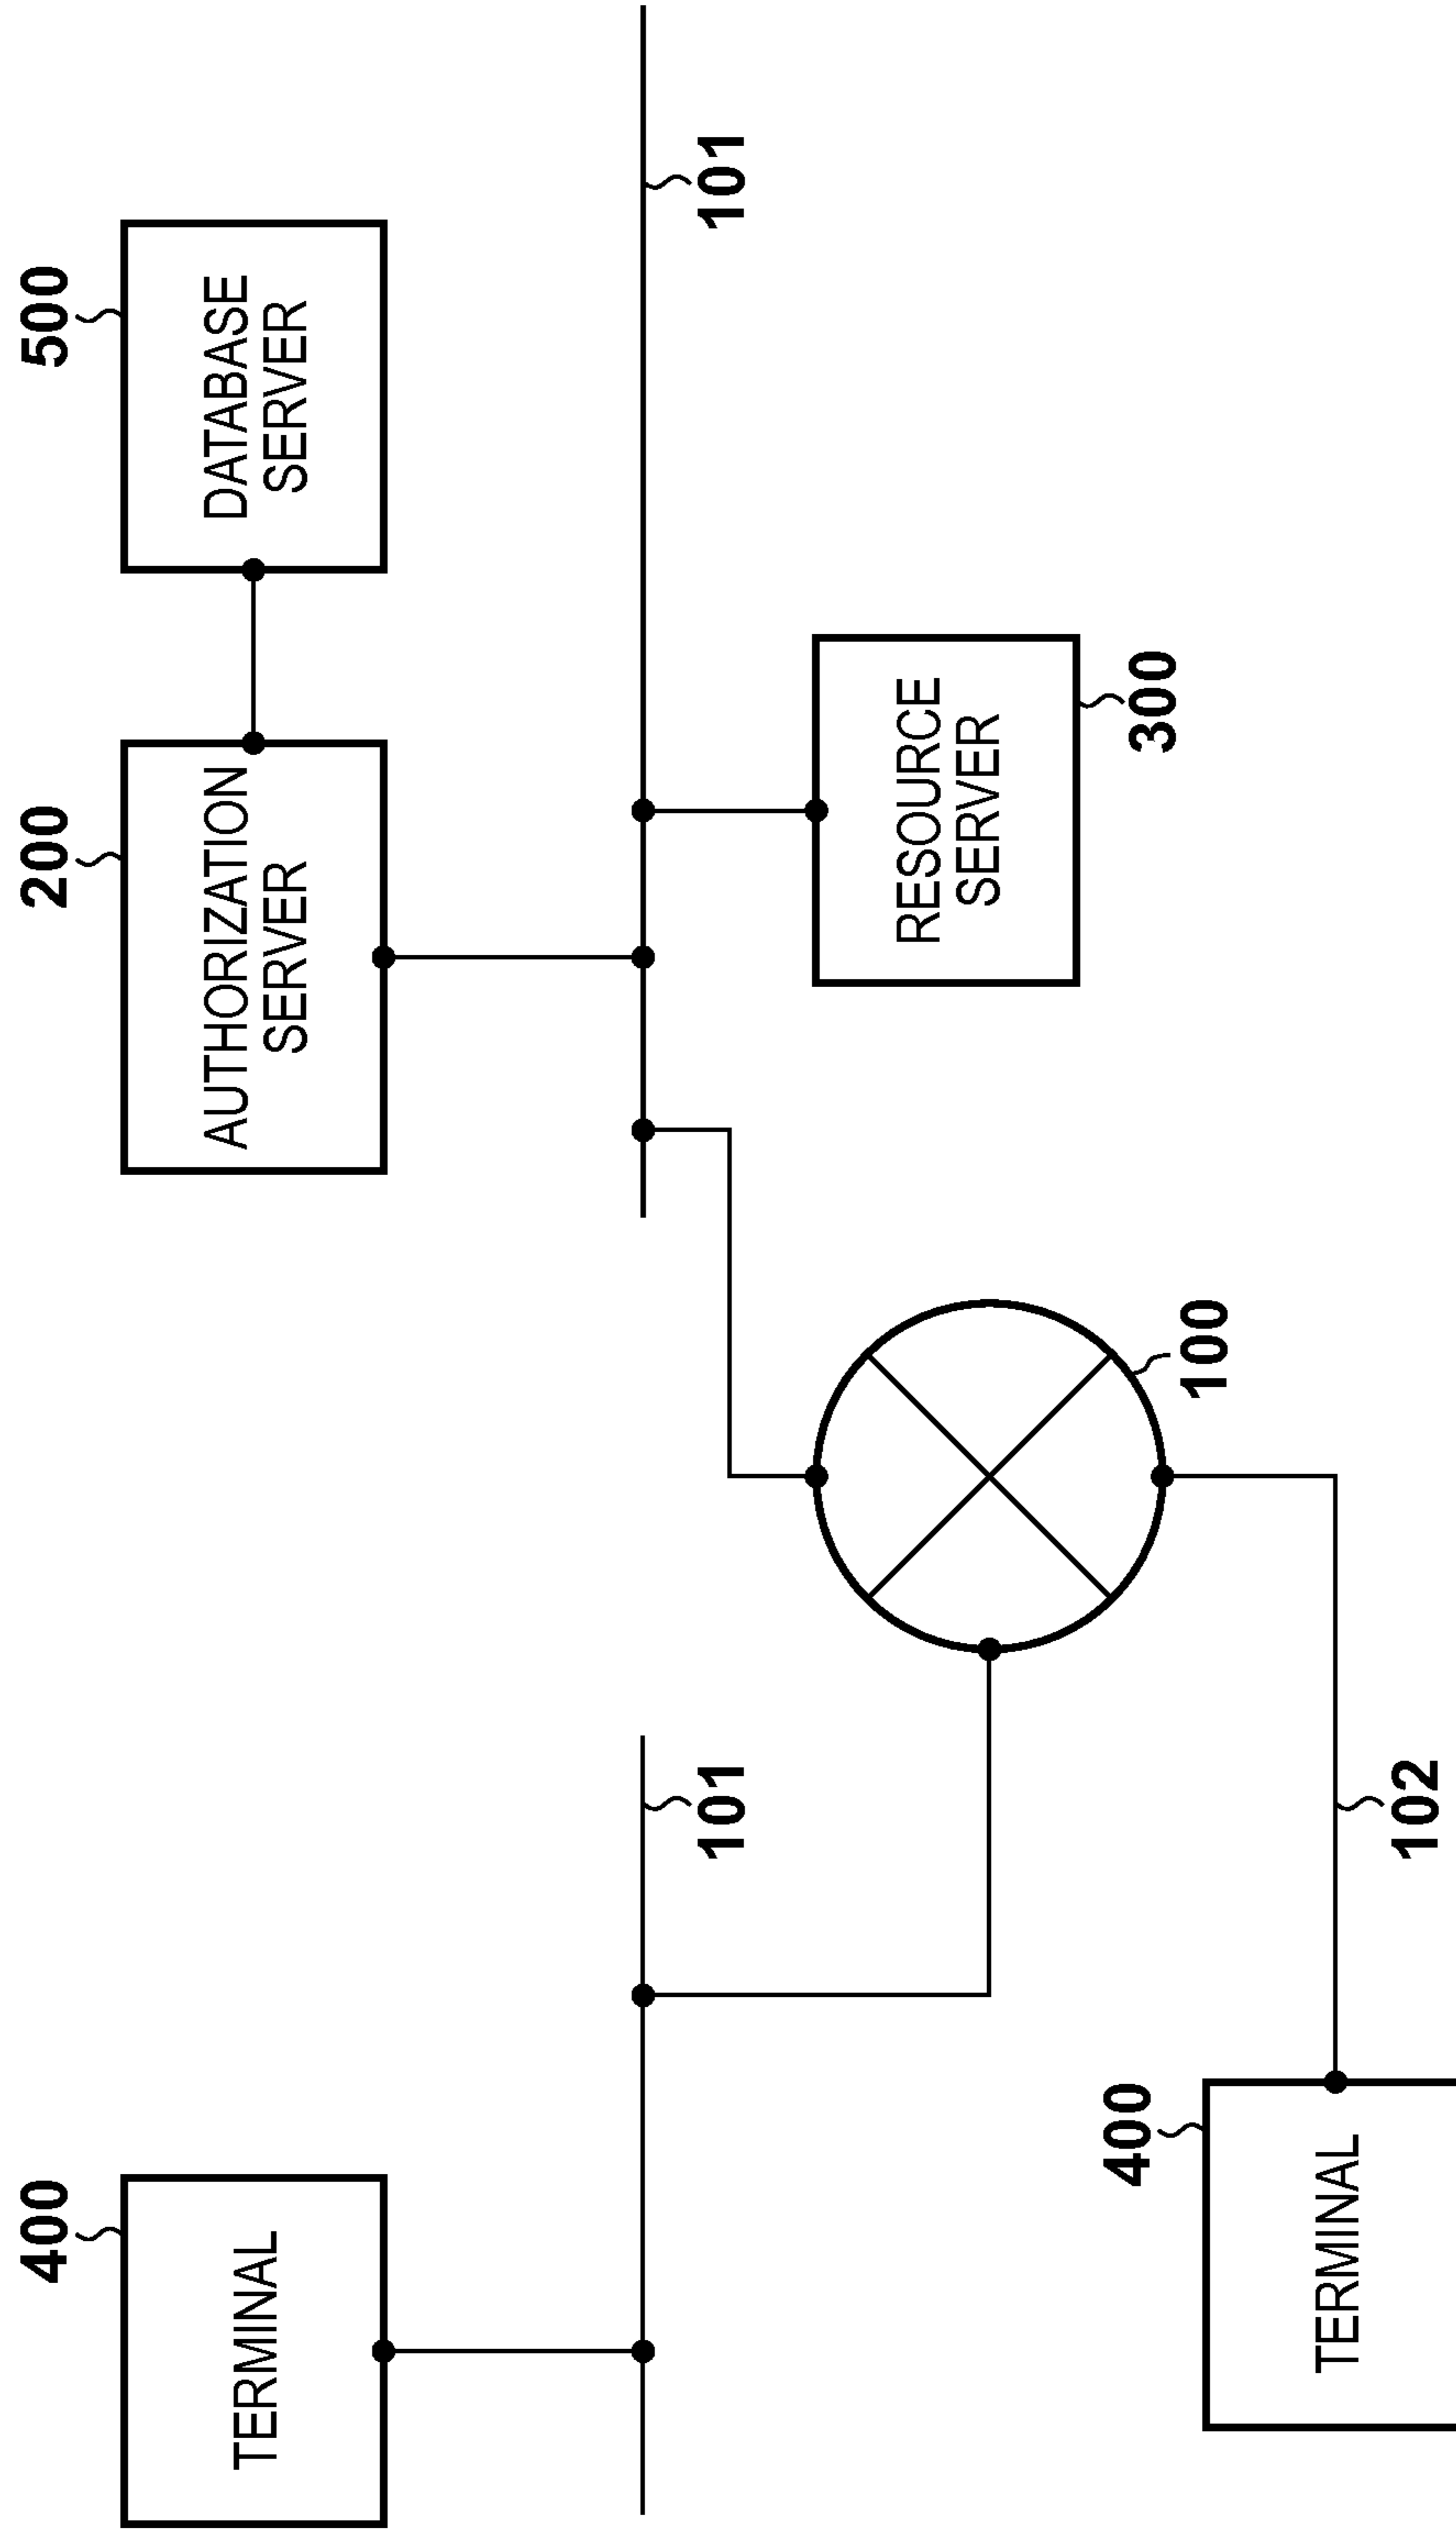 400
TERMINAL
200
AUTHORIZATION
SERVER
500
DATABASE
SERVER
101
101
RESOURCE
SERVER
300
100
400
TERMINAL
102